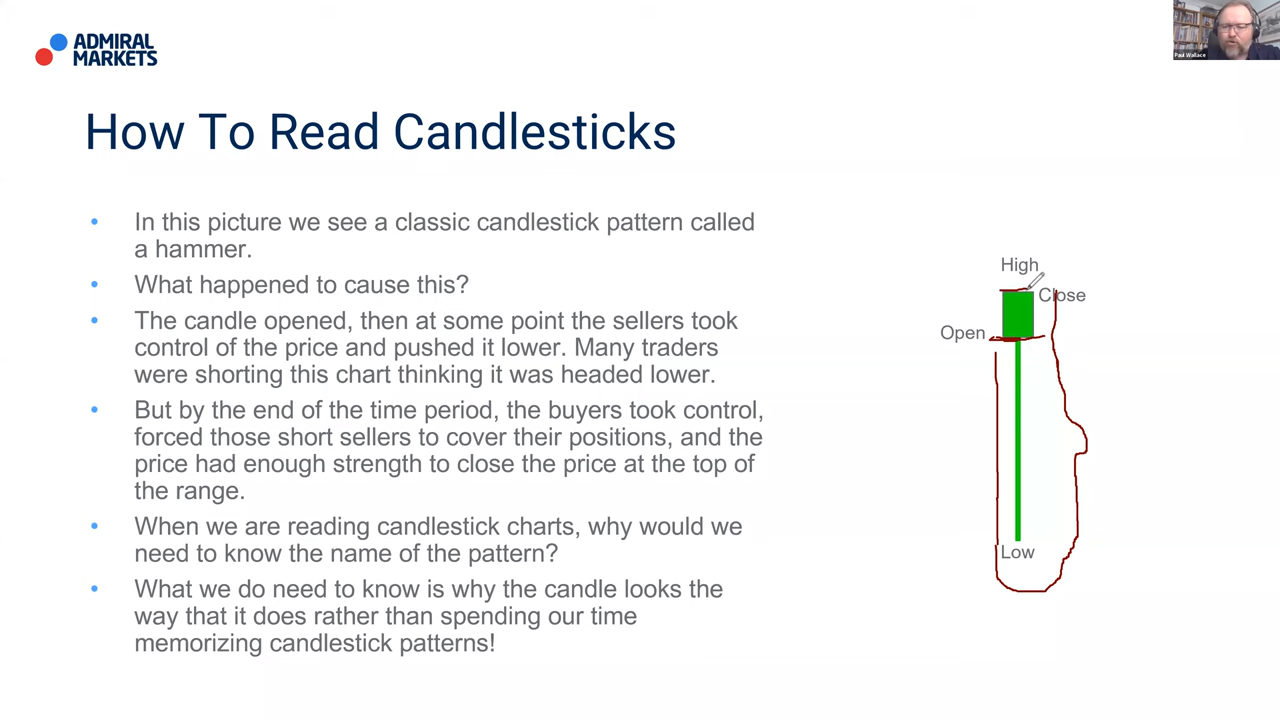 ADMIRAL
MARKETS
Paul Wallace
How To Read Candlesticks
• In this picture we see a classic candlestick pattern called
a hammer.
• What happened to cause this?
• The candle opened, then at some point the sellers took
control of the price and pushed it lower. Many traders
were shorting this chart thinking it was headed lower.
• But by the end of the time period, the buyers took control,
forced those short sellers to cover their positions, and the
price had enough strength to close the price at the top of
the range.
• When we are reading candlestick charts, why would we
need to know the name of the pattern?
• What we do need to know is why the candle looks the
way that it does rather than spending our time
memorizing candlestick patterns!
High
Close
Open
Low